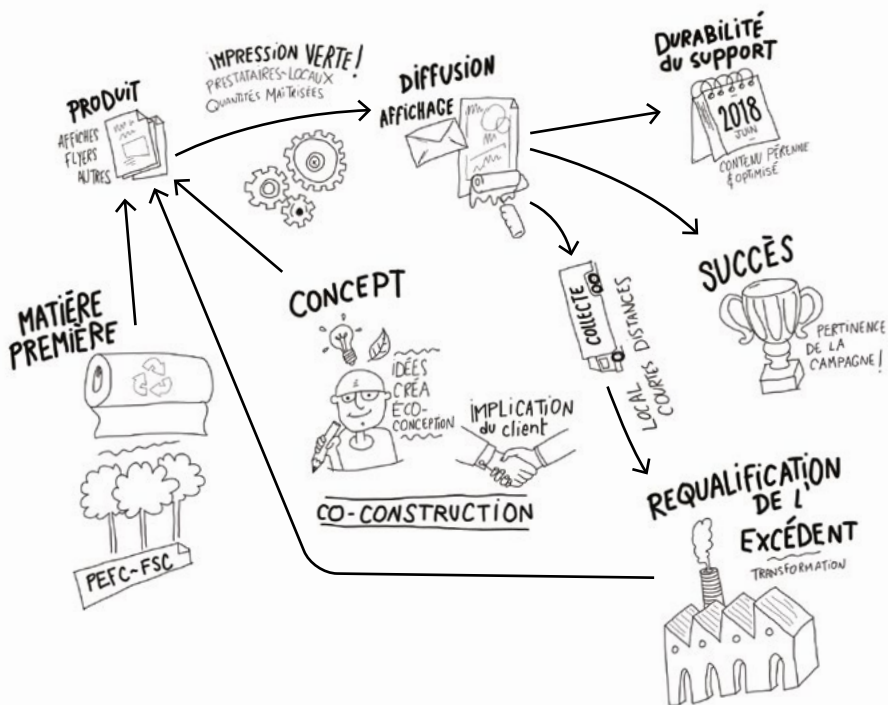 IMPRESSION VERTE!
PRESTATAIRES~LOCAUX
QUANTITÉS MAÎTRISÉES
PRODUIT
AFFICHES
FLYERS
AUTRES
DIFFUSION
AFFICHAGE
DURABILITÉ
du SUPPORT
2018
JUIN
CONTENU PÉRENNE
& OPTIMISÉ
SUCCÈS
PERTINENCE
DE LA
CAMPAGNE!
MATIÉRE
PREMIÈRE
PEFC~FSC
CONCEPT
IDÉES
CRÉA
ÉCO-
CONCEPTION
IMPLICATION
du client
CO-CONSTRUCTION
COLLECTE
LOCAL
COURTES DISTANCES
REQUALIFICATION
DE L'
EXCÉDENT
TRANSFORMATION